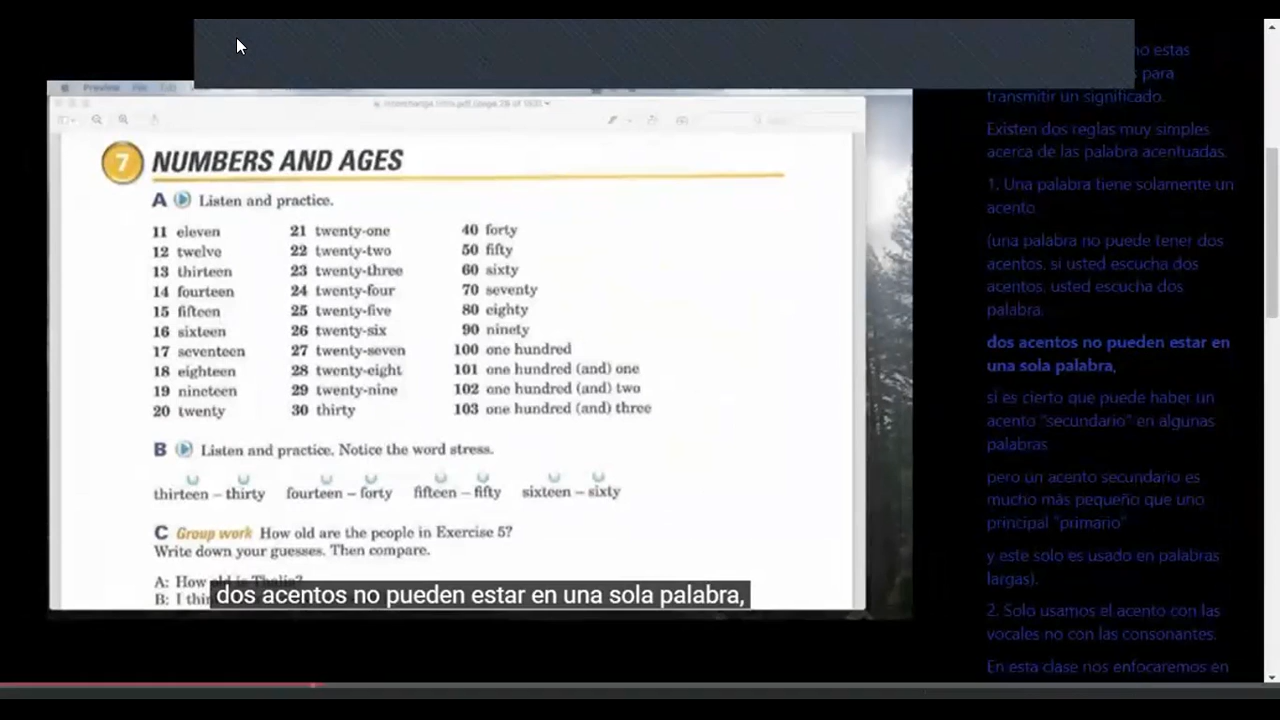 Preview File Edit
7 NUMBERS AND AGES
A Listen and practice.
11 eleven 21 twenty-one 40 forty
12 twelve 22 twenty-two 50 fifty
13 thirteen 23 twenty-three 60 sixty
14 fourteen 24 twenty-four 70 seventy
15 fifteen 25 twenty-five 80 eighty
16 sixteen 26 twenty-six 90 ninety
17 seventeen 27 twenty-seven 100 one hundred
18 eighteen 28 twenty-eight 101 one hundred (and) one
19 nineteen 29 twenty-nine 102 one hundred (and) two
20 twenty 30 thirty 103 one hundred (and) three
B Listen and practice. Notice the word stress.
thirteen – thirty fourteen – forty fifteen – fifty sixteen – sixty
C Group work How old are the people in Exercise 5?
Write down your guesses. Then compare.
A: How old is Thalia?
B: I
dos acentos no pueden estar en una sola palabra,
estas
para
transmitir un significado.
Existen dos reglas muy simples
acerca de las palabra acentuadas.
1. Una palabra tiene solamente un
acento
(una palabra no puede tener dos
acentos, si usted escucha dos
acentos, usted escucha dos
palabra.
dos acentos no pueden estar en
una sola palabra,
sí es cierto que puede haber un
acento "secundario" en algunas
palabras
pero un acento secundario es
mucho más pequeño que uno
principal "primario"
y este solo es usado en palabras
largas).
2. Solo usamos el acento con las
vocales no con las consonantes.
En esta clase nos enfocaremos en